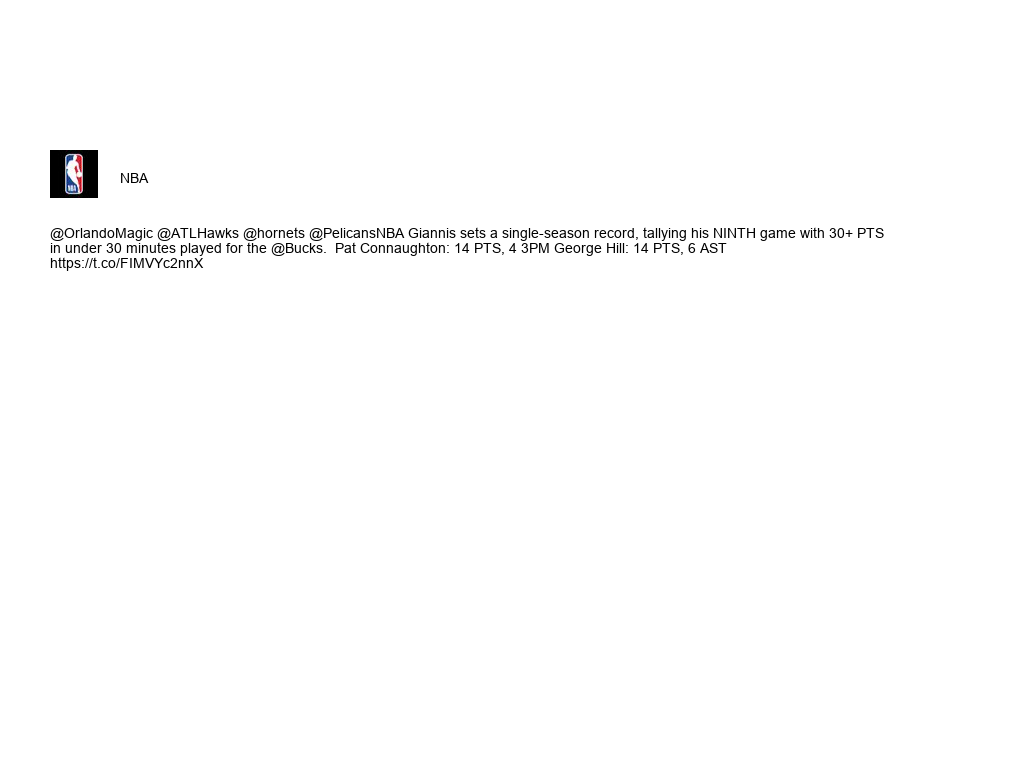 NBA
@OrlandoMagic @ATLHawks @hornets @PelicansNBA Giannis sets a single-season record, tallying his NINTH game with 30+ PTS
in under 30 minutes played for the @Bucks.  Pat Connaughton: 14 PTS, 4 3PM George Hill: 14 PTS, 6 AST
https://t.co/FIMVYc2nnX